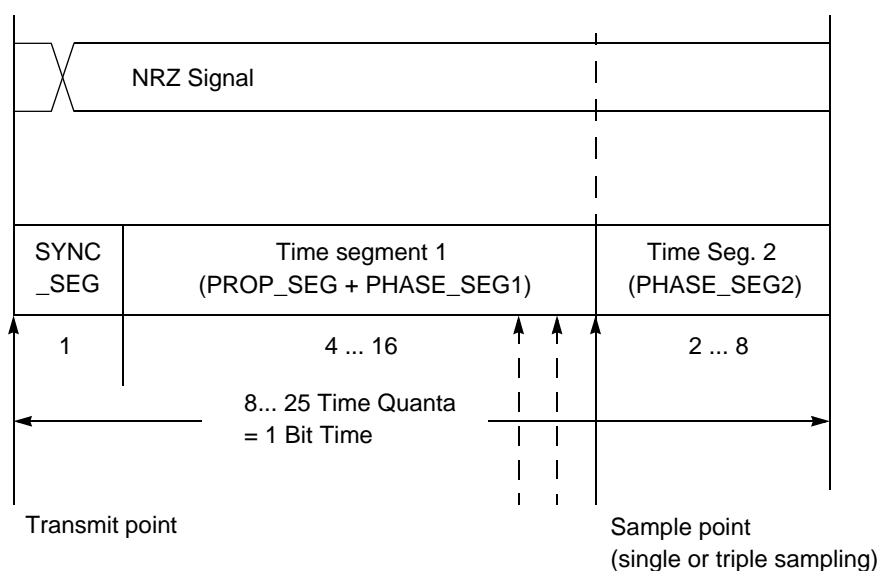 NRZ Signal
SYNC
_SEG
Time segment 1
(PROP_SEG + PHASE_SEG1)
Time Seg. 2
(PHASE_SEG2)
1
4 ... 16
2 ... 8
8... 25 Time Quanta
= 1 Bit Time
Transmit point
Sample point
(single or triple sampling)